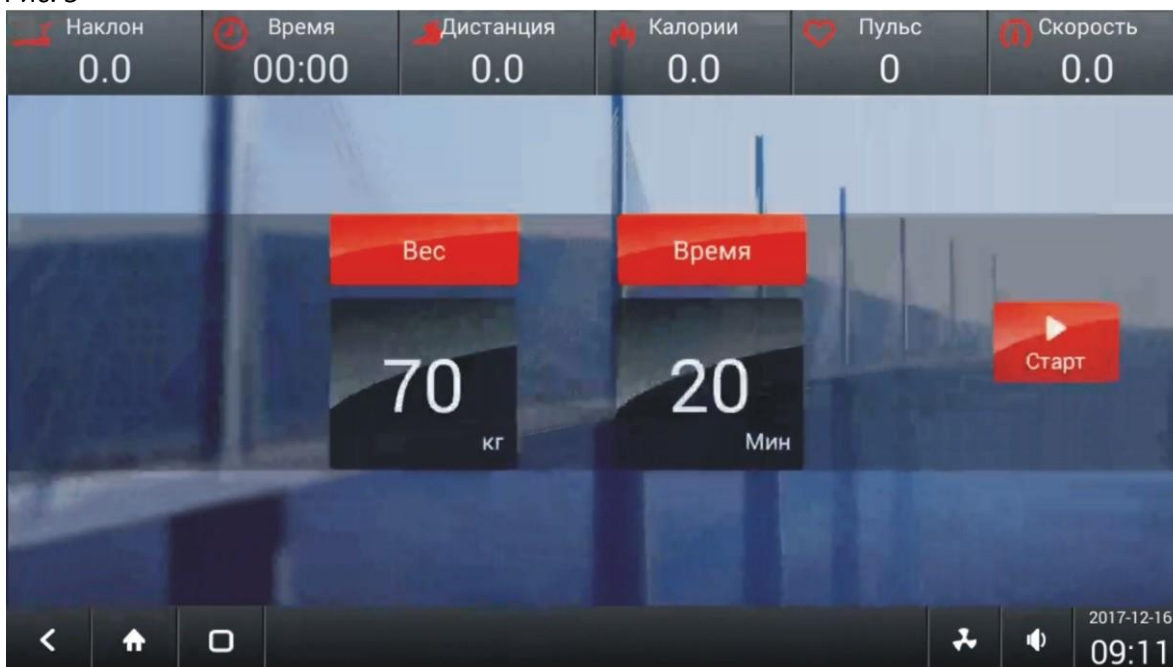 Наклон Время Дистанция Калории Пульс Скорость
0.0 00:00 0.0 0.0 0 0.0
Вес Время
70 20
Старт
кг Мин
2017-12-16
09:11